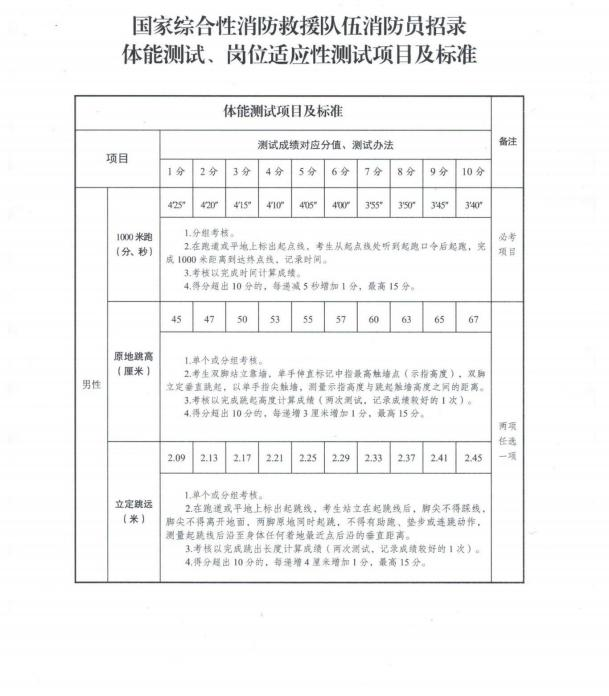 国家综合性消防救援队伍消防员招录
体能测试、岗位适应性测试项目及标准
体能测试项目及标准
备注
项目
测试成绩对应分值、测试办法
1分 2分 3分 4分 5分 6分 7分 8分 9分 10分
男性
1000米跑
（分、秒）
4'25" 4'20" 4'15" 4'10" 4'05" 4'00" 3'55" 3'50" 3'45" 3'40"
1.分组考核。
2.在跑道或平地上标出起点线，考生从起点线处听到起跑口令后起跑，完
成1000米距离到达终点线，记录时间。
3.考核以完成时间计算成绩。
4.得分超出10分的，每递减5秒增加1分，最高15分。
必考
项目
原地跳高
（厘米）
45 47 50 53 55 57 60 63 65 67
1.单个或分组考核。
2.考生双脚站立靠墙，单手伸直标记中指最高触墙点（示指高度），双脚
立定垂直跳起，以单手指尖触墙，测量示指高度与跳起触墙高度之间的距离。
3.考核以完成跳起高度计算成绩（两次测试，记录成绩较好的1次）。
4.得分超出10分的，每递增3厘米增加1分，最高15分。
两项
任选
一项
立定跳远
（米）
2.09 2.13 2.17 2.21 2.25 2.29 2.33 2.37 2.41 2.45
1.单个或分组考核。
2.在跑道或平地上标出起跳线，考生站立在起跳线后，脚尖不得踩线，
脚尖不得离开地面，两脚原地同时起跳，不得有助跑、垫步或连跳动作，
测量起跳线后沿至身体任何着地最近点后沿的垂直距离。
3.考核以完成跳出长度计算成绩（两次测试，记录成绩较好的1次）。
4.得分超出10分的，每递增4厘米增加1分，最高15分。